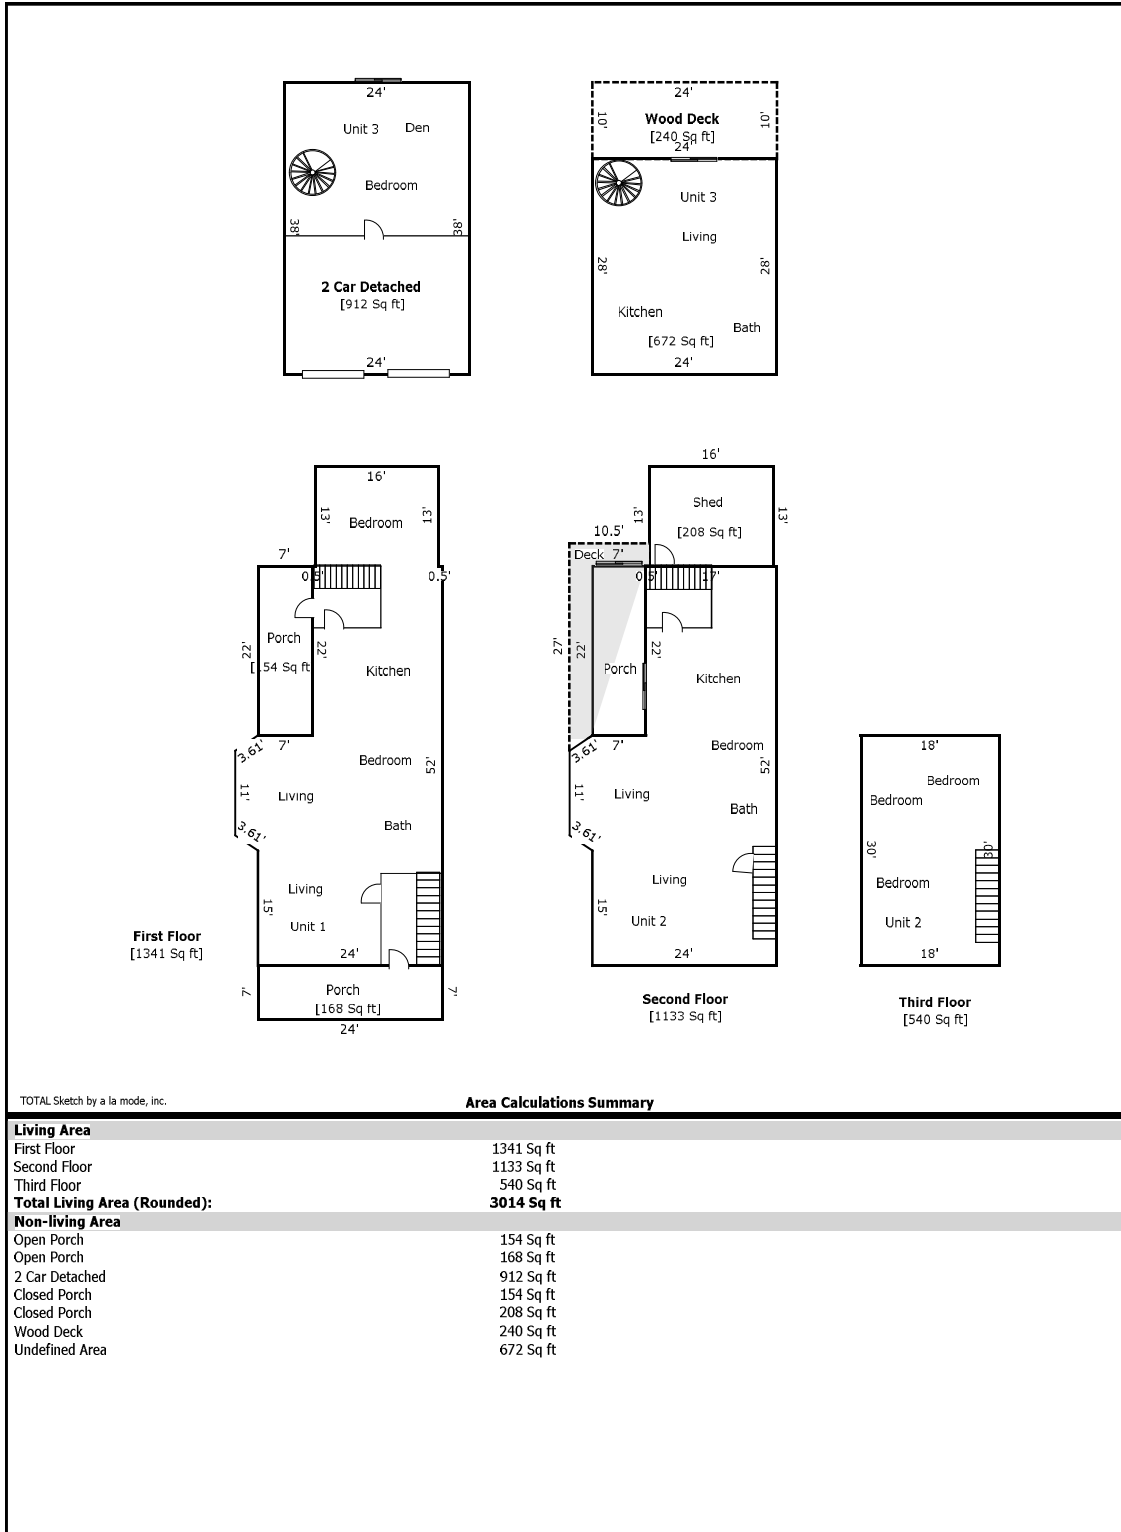 24'
Unit 3 Den
Bedroom
38' 38'
2 Car Detached
[912 Sq ft]
24'
24'
10' 10'
Wood Deck
[240 Sq ft]
24'
Unit 3
Living
28' 28'
Kitchen
Bath
[672 Sq ft]
24'
16'
13' 13'
Bedroom
7'
0.5' 0.5'
Porch
22' 22'
[154 Sq ft
Kitchen
7'
3.61'
Bedroom
52'
11'
Living
3.61'
Bath
Living
15'
Unit 1
First Floor
[1341 Sq ft]
24'
7' 7'
Porch
[168 Sq ft]
24'
16'
Shed
13' 13'
[208 Sq ft]
10.5'
Deck 7'
0.5' 17'
27' 22' 22'
Porch
Kitchen
7'
3.61'
Bedroom
52'
11'
Living
Bath
3.61'
Living
15'
Unit 2
24'
Second Floor
[1133 Sq ft]
18'
Bedroom
Bedroom
30' 30'
Bedroom
Unit 2
18'
Third Floor
[540 Sq ft]
TOTAL Sketch by a la mode, inc.
Area Calculations Summary
Living Area
First Floor 1341 Sq ft
Second Floor 1133 Sq ft
Third Floor 540 Sq ft
Total Living Area (Rounded): 3014 Sq ft
Non-living Area
Open Porch 154 Sq ft
Open Porch 168 Sq ft
2 Car Detached 912 Sq ft
Closed Porch 154 Sq ft
Closed Porch 208 Sq ft
Wood Deck 240 Sq ft
Undefined Area 672 Sq ft